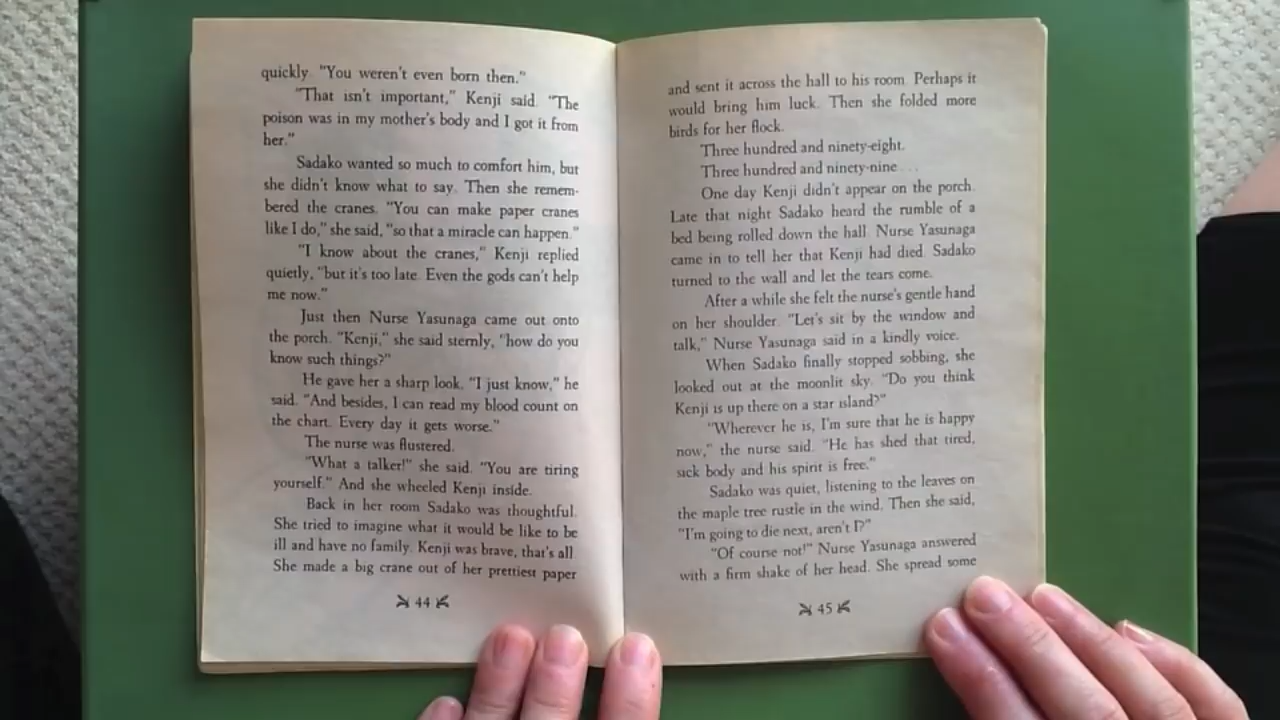 quickly. "You weren't even born then."
"That isn't important," Kenji said. "The
poison was in my mother's body and I got it from
her."
Sadako wanted so much to comfort him, but
she didn't know what to say. Then she remem-
bered the cranes. "You can make paper cranes
like I do," she said, "so that a miracle can happen."
"I know about the cranes," Kenji replied
quietly, "but it's too late. Even the gods can't help
me now."
Just then Nurse Yasunaga came out onto
the porch. "Kenji," she said sternly, "how do you
know such things?"
He gave her a sharp look. "I just know," he
said. "And besides, I can read my blood count on
the chart. Every day it gets worse."
The nurse was flustered.
"What a talker!" she said. "You are tiring
yourself." And she wheeled Kenji inside.
Back in her room Sadako was thoughtful.
She tried to imagine what it would be like to be
ill and have no family. Kenji was brave, that's all.
She made a big crane out of her prettiest paper
44
and sent it across the hall to his room. Perhaps it
would bring him luck. Then she folded more
birds for her flock.
Three hundred and ninety-eight.
Three hundred and ninety-nine . . .
One day Kenji didn't appear on the porch.
Late that night Sadako heard the rumble of a
bed being rolled down the hall. Nurse Yasunaga
came in to tell her that Kenji had died. Sadako
turned to the wall and let the tears come.
After a while she felt the nurse's gentle hand
on her shoulder. "Let's sit by the window and
talk," Nurse Yasunaga said in a kindly voice.
When Sadako finally stopped sobbing, she
looked out at the moonlit sky. "Do you think
Kenji is up there on a star island?"
"Wherever he is, I'm sure that he is happy
now," the nurse said. "He has shed that tired,
sick body and his spirit is free."
Sadako was quiet, listening to the leaves on
the maple tree rustle in the wind. Then she said,
"I'm going to die next, aren't I?"
"Of course not!" Nurse Yasunaga answered
with a firm shake of her head. She spread some
45